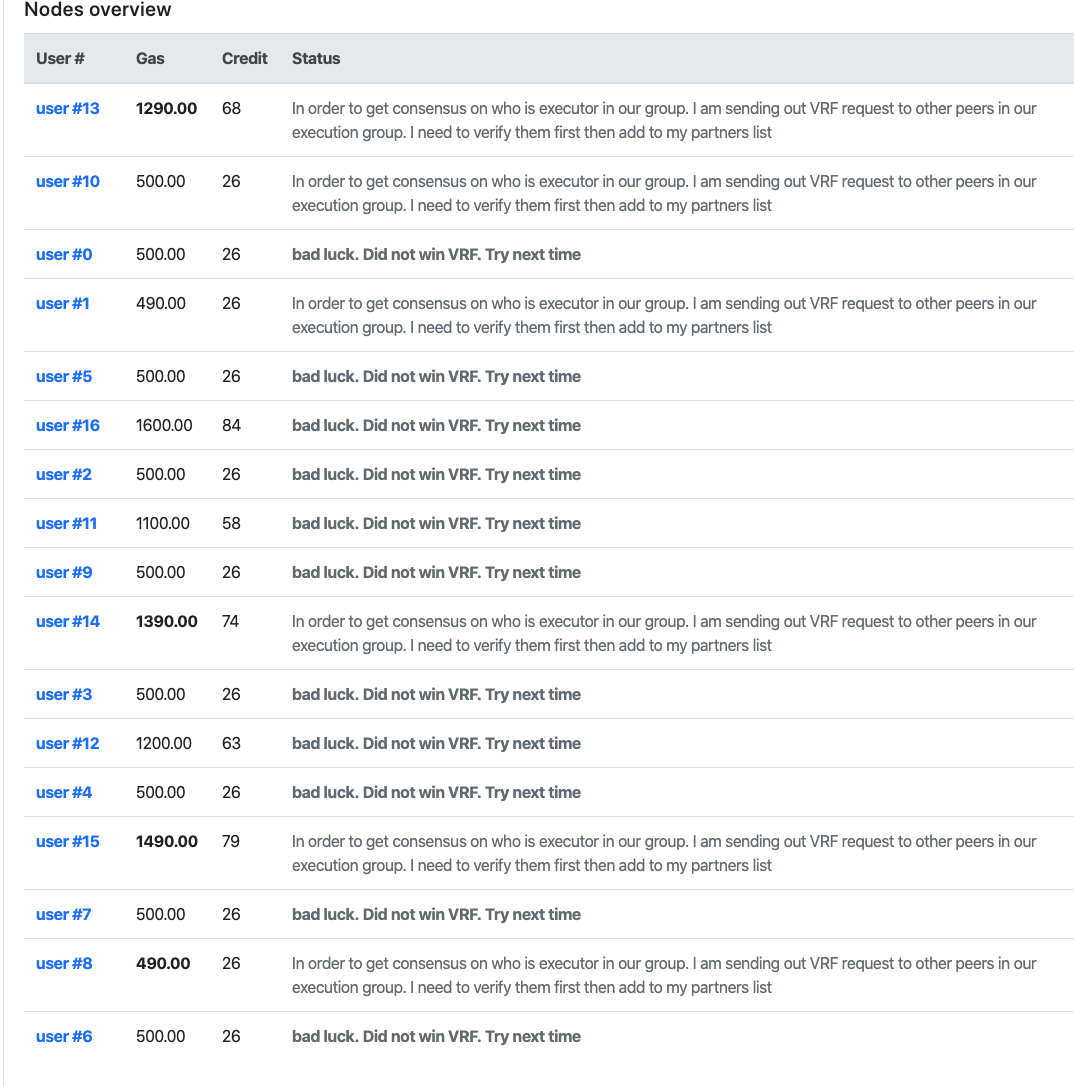 Nodes overview
User # Gas Credit Status
user #13 1290.00 68 In order to get consensus on who is executor in our group. I am sending out VRF request to other peers in our
execution group. I need to verify them first then add to my partners list
user #10 500.00 26 In order to get consensus on who is executor in our group. I am sending out VRF request to other peers in our
execution group. I need to verify them first then add to my partners list
user #0 500.00 26 bad luck. Did not win VRF. Try next time
user #1 490.00 26 In order to get consensus on who is executor in our group. I am sending out VRF request to other peers in our
execution group. I need to verify them first then add to my partners list
user #5 500.00 26 bad luck. Did not win VRF. Try next time
user #16 1600.00 84 bad luck. Did not win VRF. Try next time
user #2 500.00 26 bad luck. Did not win VRF. Try next time
user #11 1100.00 58 bad luck. Did not win VRF. Try next time
user #9 500.00 26 bad luck. Did not win VRF. Try next time
user #14 1390.00 74 In order to get consensus on who is executor in our group. I am sending out VRF request to other peers in our
execution group. I need to verify them first then add to my partners list
user #3 500.00 26 bad luck. Did not win VRF. Try next time
user #12 1200.00 63 bad luck. Did not win VRF. Try next time
user #4 500.00 26 bad luck. Did not win VRF. Try next time
user #15 1490.00 79 In order to get consensus on who is executor in our group. I am sending out VRF request to other peers in our
execution group. I need to verify them first then add to my partners list
user #7 500.00 26 bad luck. Did not win VRF. Try next time
user #8 490.00 26 In order to get consensus on who is executor in our group. I am sending out VRF request to other peers in our
execution group. I need to verify them first then add to my partners list
user #6 500.00 26 bad luck. Did not win VRF. Try next time